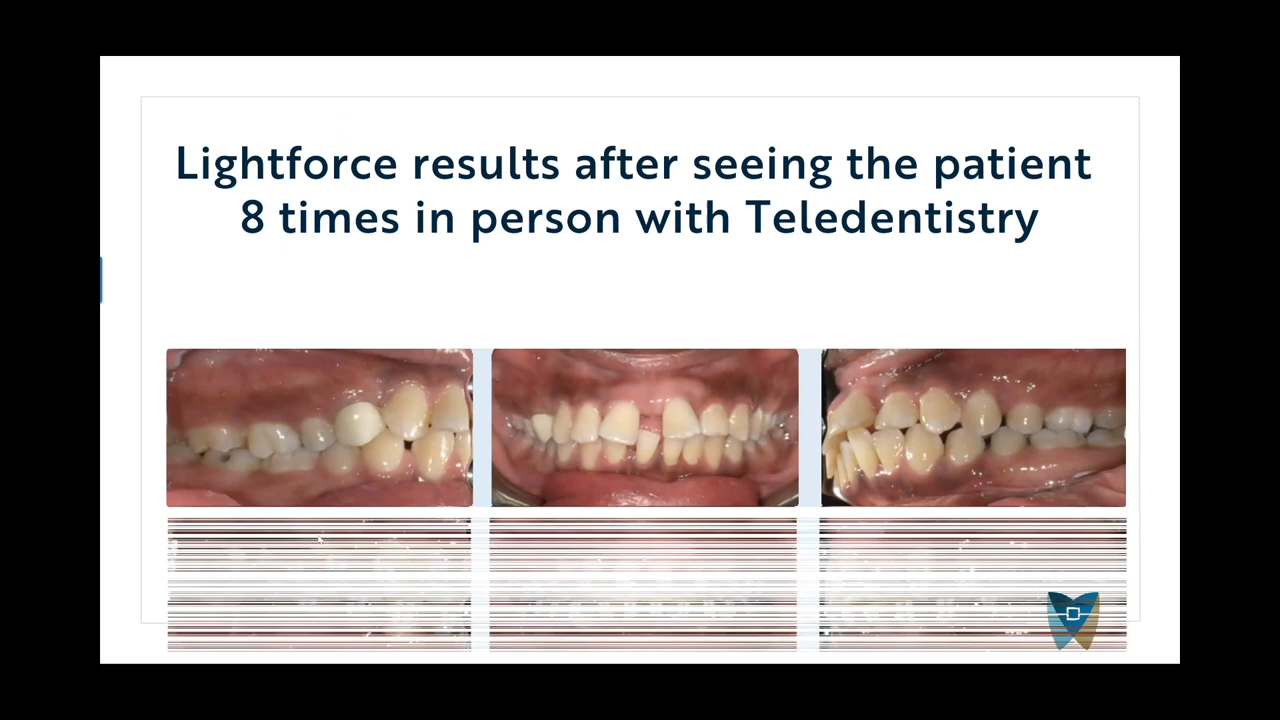 Lightforce results after seeing the patient
8 times in person with Teledentistry